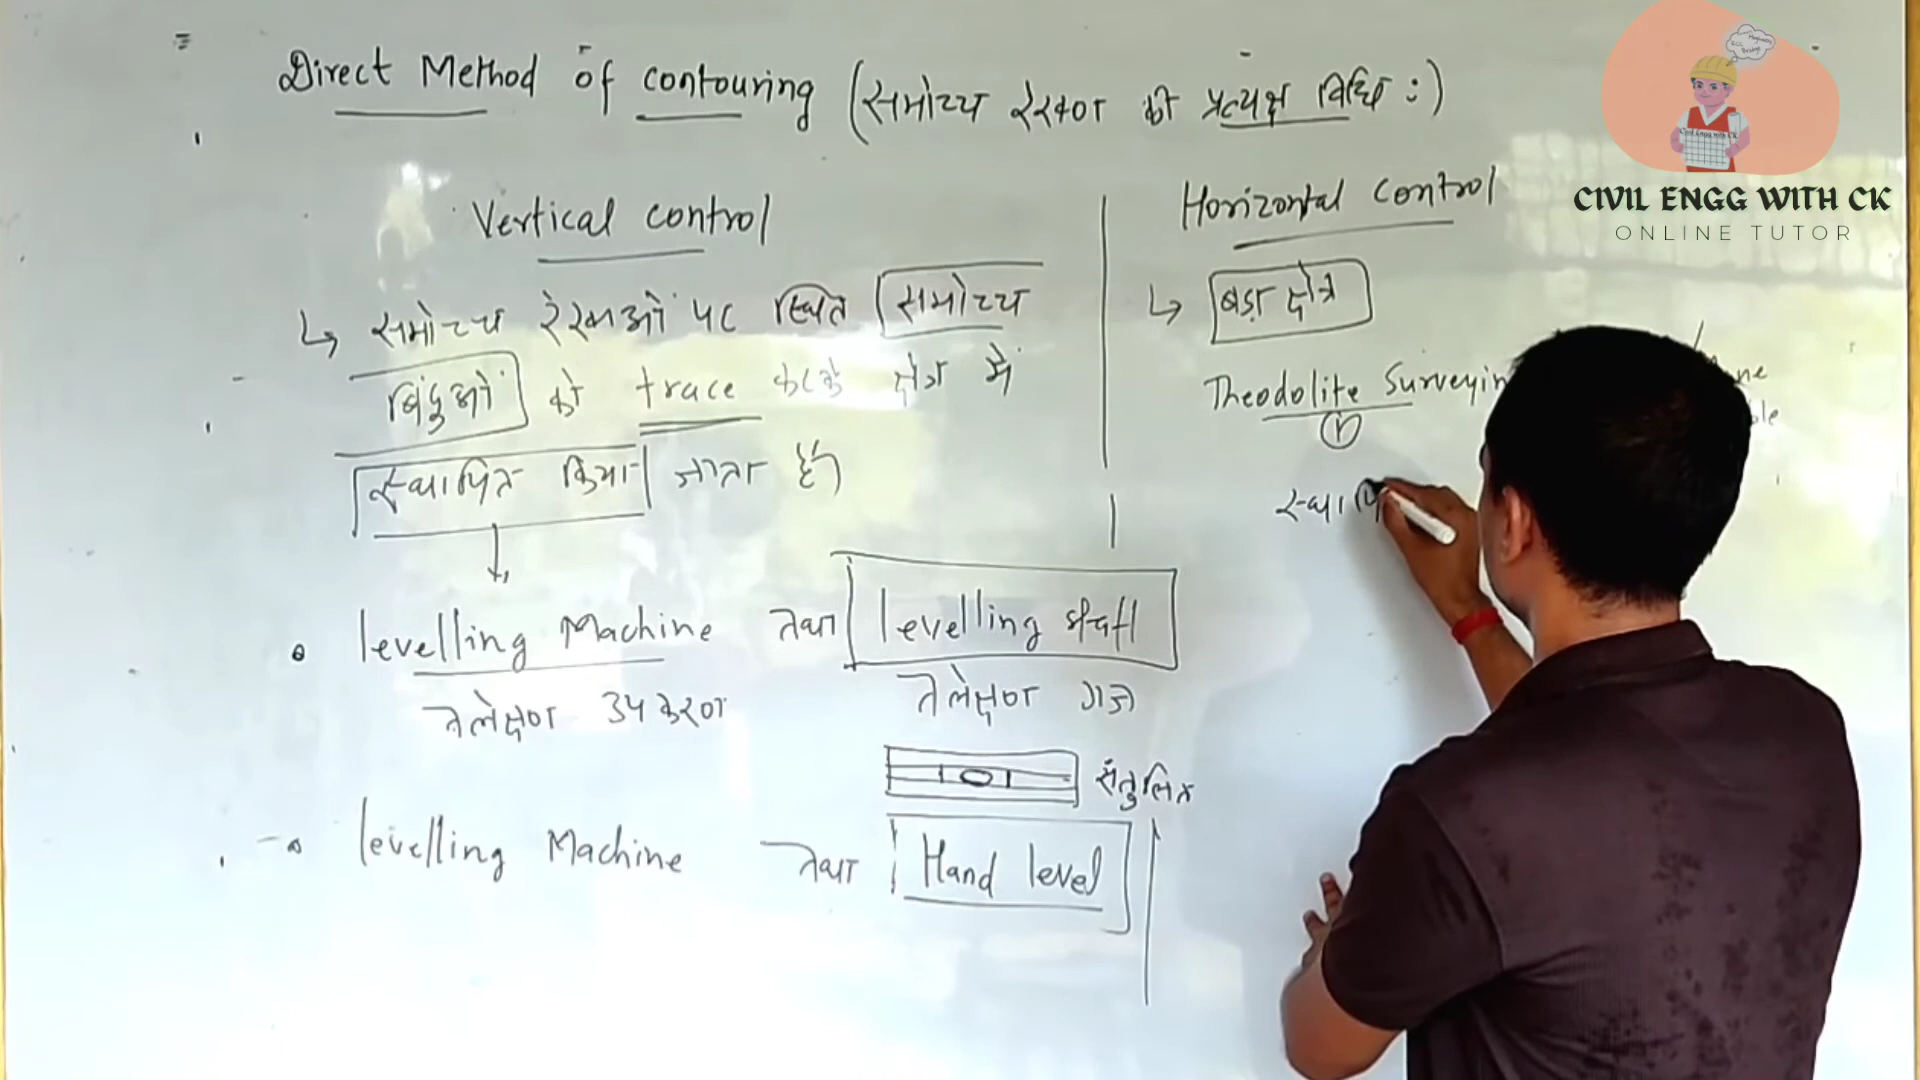 Direct Method of contouring (समोच्च रेखण की प्रत्यक्ष विधि :)
Vertical control
↳ समोच्च रेखाओं पर स्थित समोच्च
बिंदुओं को trace करके क्षेत्र में
स्थापित किया जाता है
• levelling Machine तथा levelling staff
तलेक्षण उपकरण तलेक्षण गज
संतुलित
• levelling Machine तथा Hand level
Horizontal control
↳ बड़ा क्षेत्र
Theodolite Surveyin
स्थापि
CIVIL ENGG WITH CK
ONLINE TUTOR